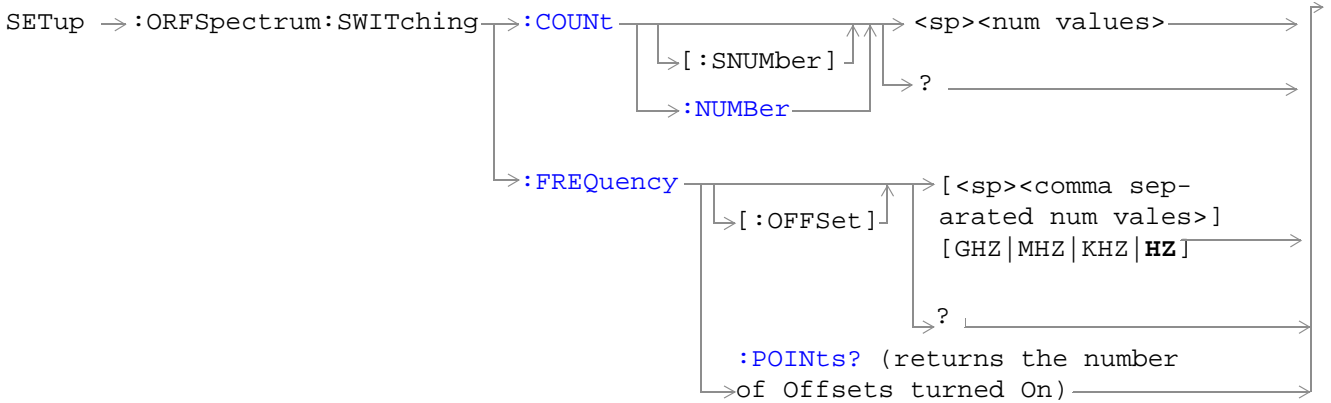 SETup :ORFSpectrum:SWITching :COUNt <sp><num values>
[:SNUMber]
?
:NUMBer
:FREQuency [<sp><comma sep-
arated num vales>]
[:OFFSet]
[GHZ|MHZ|KHZ|HZ]
?
:POINts? (returns the number
of Offsets turned On)